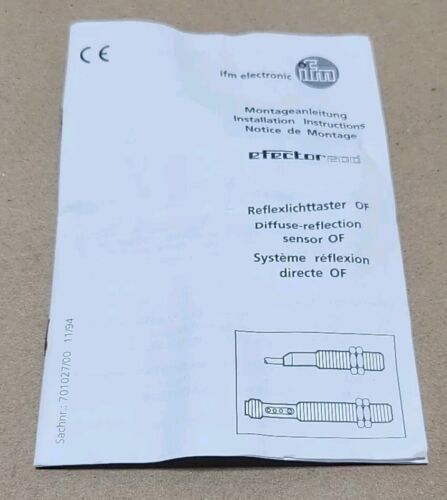 CE
ifm electronic
ifm
Montageanleitung
Installation Instructions
Notice de Montage
efector200
Reflexlichttaster OF
Diffuse-reflection
sensor OF
Système réflexion
directe OF
Sachnr.: 701027/00 11/94